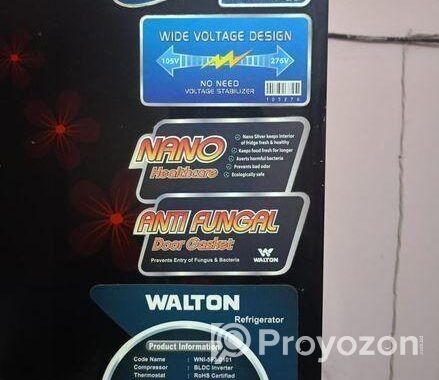 WIDE VOLTAGE DESIGN
105V
276V
NO NEED
VOLTAGE STABILIZER
105276
NANO
Healthcare
Nano Silver keeps interior
of fridge fresh & healthy
Keeps food fresh for longer
Averts harmful bacteria
Prevents bad odor
Ecologically safe
ANTI FUNGAL
Door Gasket
Prevents Entry of Fungus & Bacteria
WALTON
WALTON
Refrigerator
Proyozon
Product Information
Code Name :
Compressor : BLDC Inverter
Thermostat : RoHS Certified